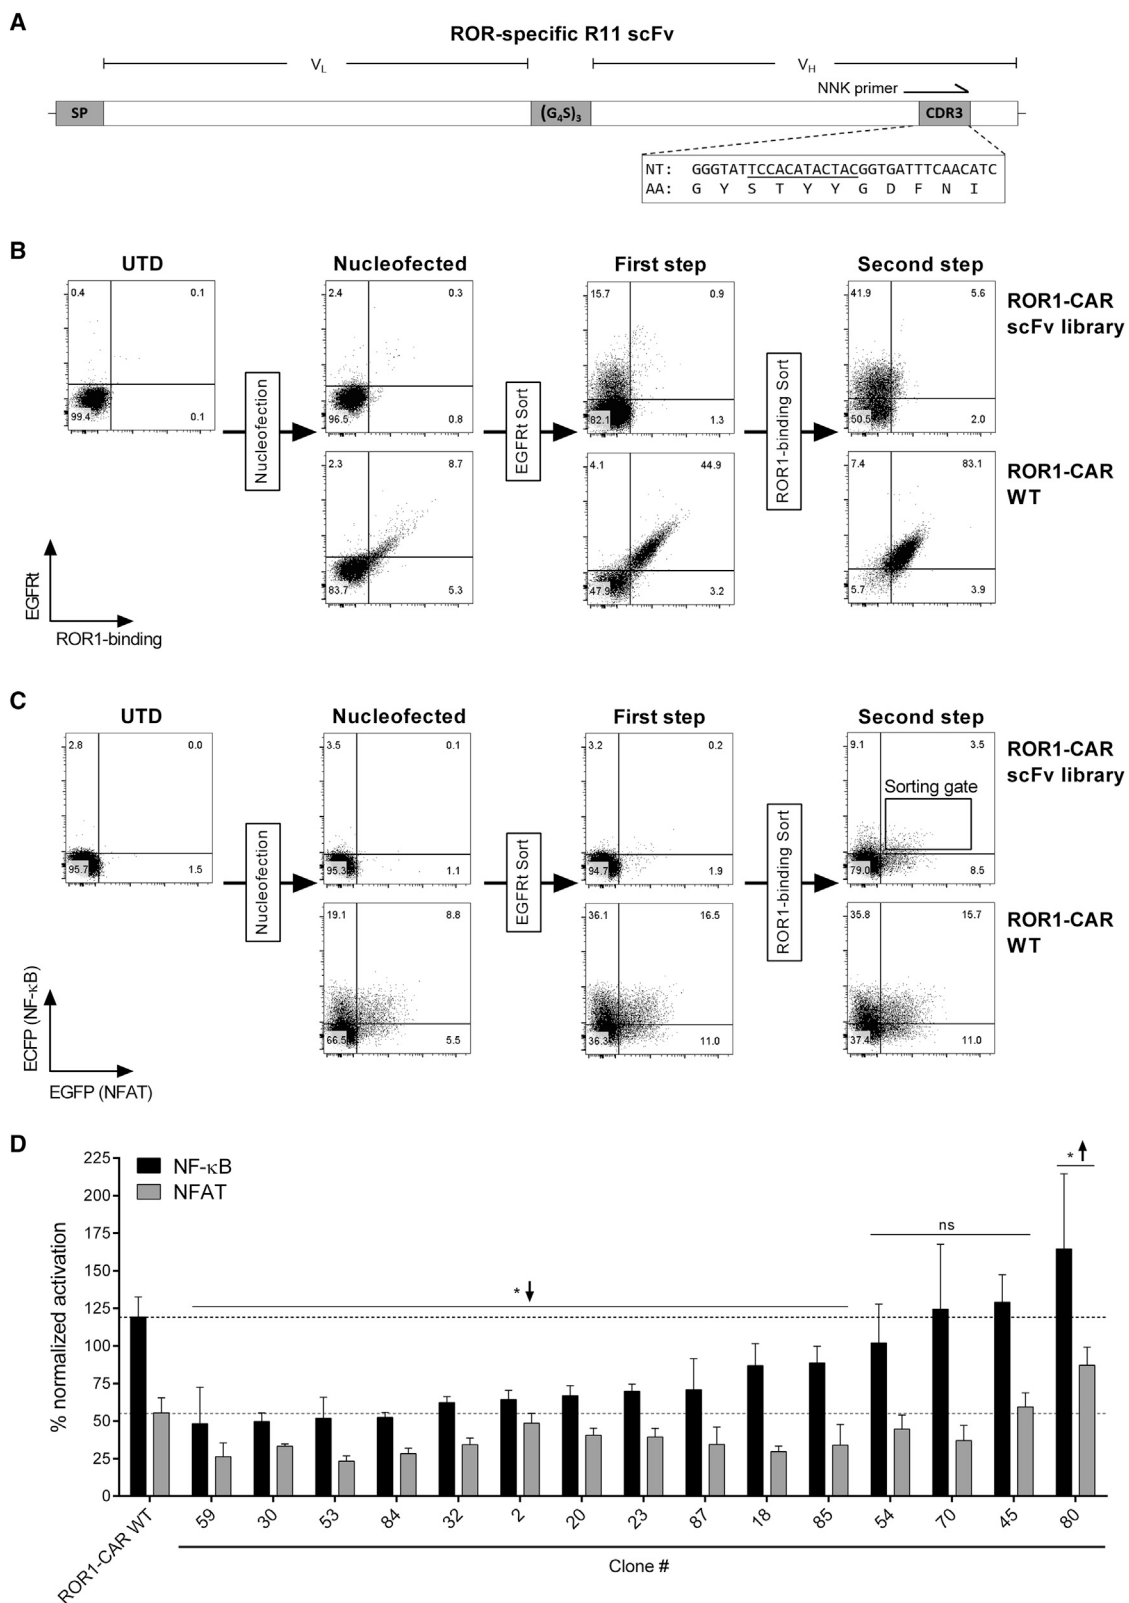 A
ROR-specific R11 scFv
VL VH
NNK primer
SP (G4S)3 CDR3
NT: GGGTATTCCACATACTACGGTGATTTCAACATC
AA: G Y S T Y Y G D F N I
B
UTD Nucleofected First step Second step
0.4 0.1 2.4 0.3 15.7 0.9 41.9 5.6
ROR1-CAR
scFv library
99.4 0.1 96.5 0.8 82.1 1.3 50.5 2.0
Nucleofection
EGFRt Sort
ROR1-binding Sort
2.3 8.7 4.1 44.9 7.4 83.1
ROR1-CAR
WT
83.7 5.3 47.9 3.2 5.7 3.9
EGFRt
ROR1-binding
C
UTD Nucleofected First step Second step
2.8 0.0 3.5 0.1 3.2 0.2 9.1 3.5
ROR1-CAR
scFv library
Sorting gate
95.7 1.5 95.3 1.1 94.7 1.9 79.0 8.5
Nucleofection
EGFRt Sort
ROR1-binding Sort
19.1 8.8 36.1 16.5 35.8 15.7
ROR1-CAR
WT
66.5 5.5 36.3 11.0 37.4 11.0
ECFP (NF-κB)
EGFP (NFAT)
D
% normalized activation
225
200
175
150
125
100
75
50
25
0
NF-κB
NFAT
*
ns
*
ROR1-CAR WT 59 30 53 84 32 2 20 23 87 18 85 54 70 45 80
Clone #